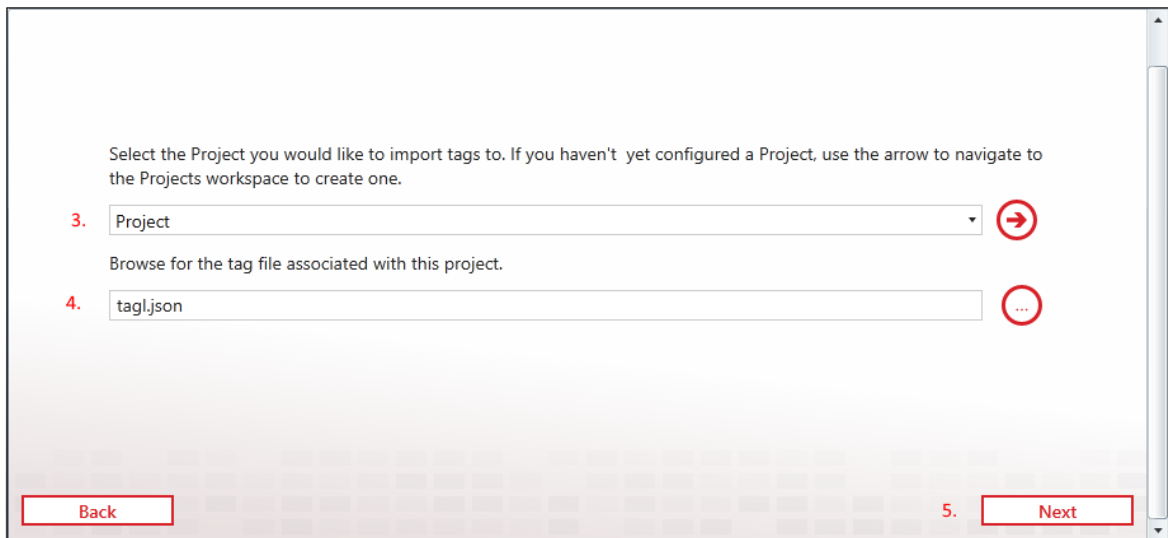 Select the Project you would like to import tags to. If you haven't  yet configured a Project, use the arrow to navigate to
the Projects workspace to create one.
3.
Project
Browse for the tag file associated with this project.
4.
tagl.json
...
Back
5.
Next